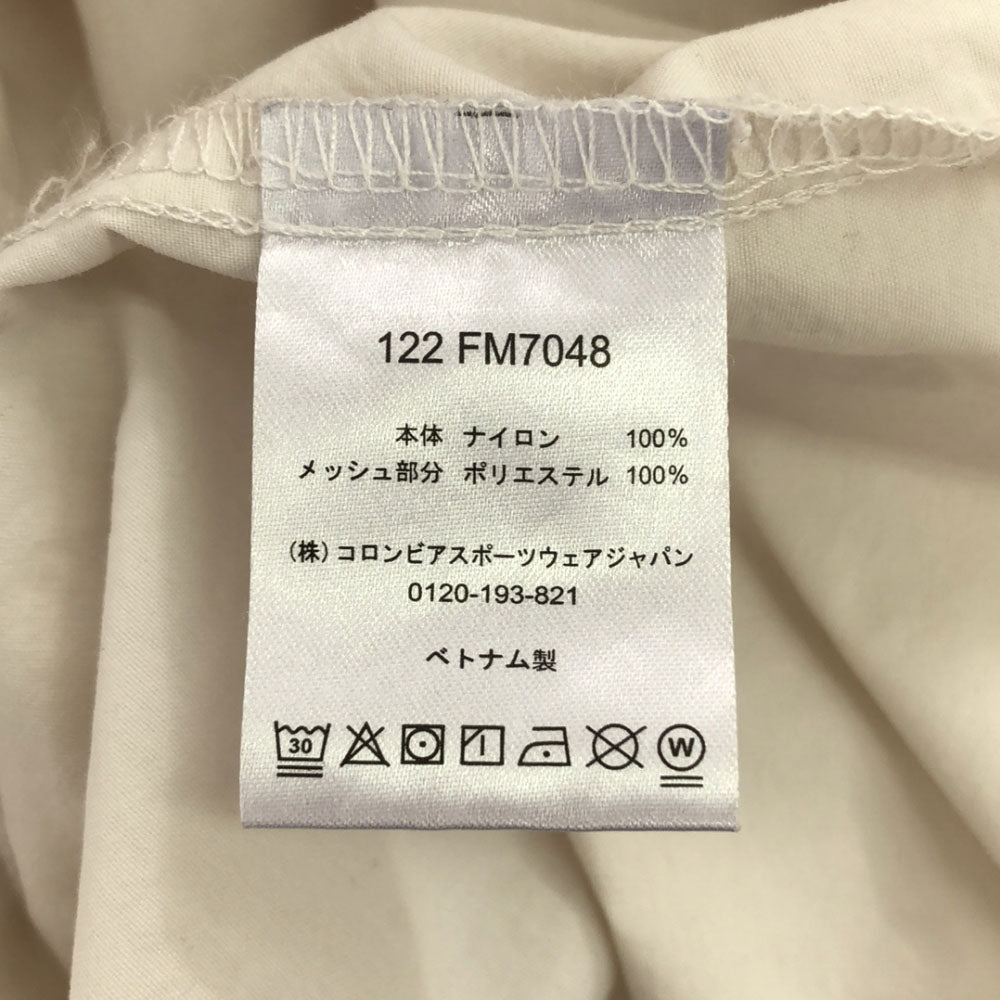 122 FM7048
本体 ナイロン 100%
メッシュ部分 ポリエステル 100%
(株)コロンビアスポーツウェアジャパン
0120-193-821
ベトナム製
30 W